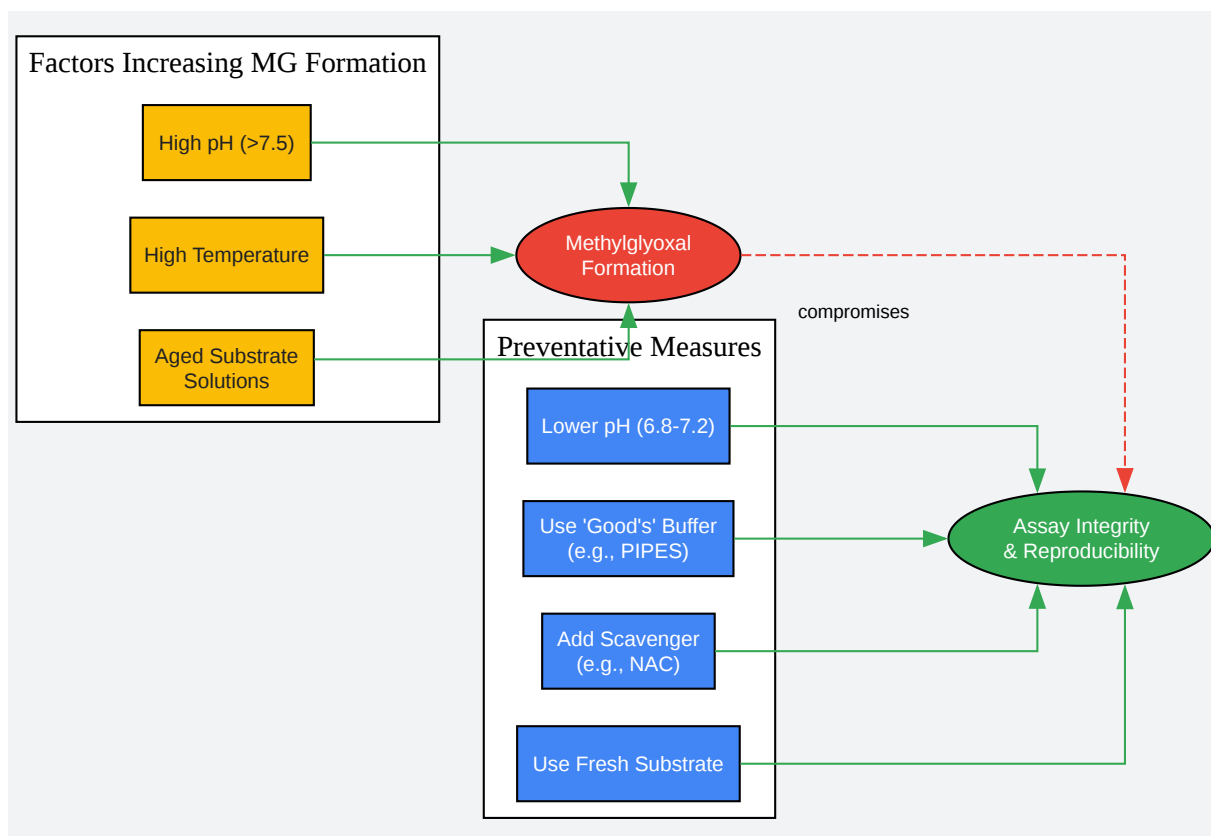 Factors Increasing MG Formation
High pH (>7.5)
High Temperature
Aged Substrate
Solutions
Methylglyoxal
Formation
compromises
Preventative Measures
Lower pH (6.8-7.2)
Use 'Good's' Buffer
(e.g., PIPES)
Add Scavenger
(e.g., NAC)
Use Fresh Substrate
Assay Integrity
& Reproducibility